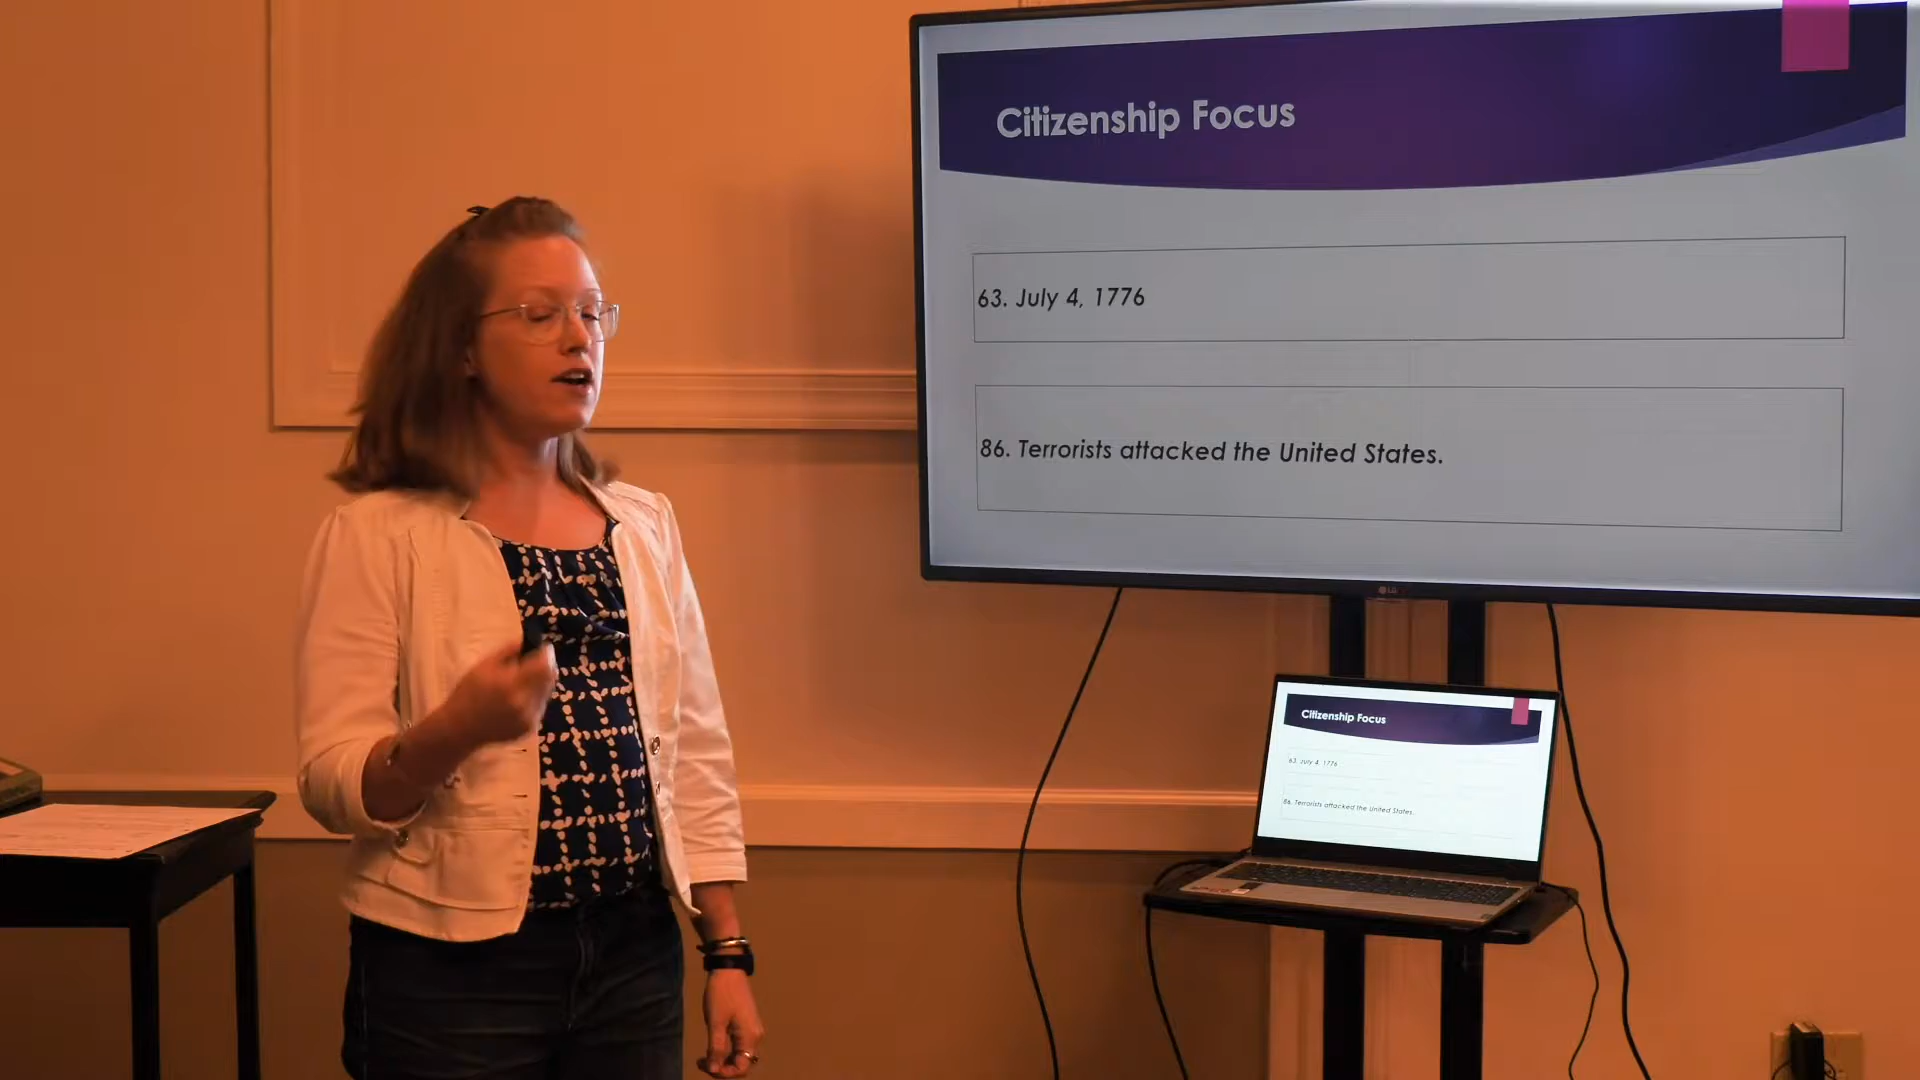 Citizenship Focus
63. July 4, 1776
86. Terrorists attacked the United States.
LG
Citizenship Focus
63. July 4, 1776
86. Terrorists attacked the United States.